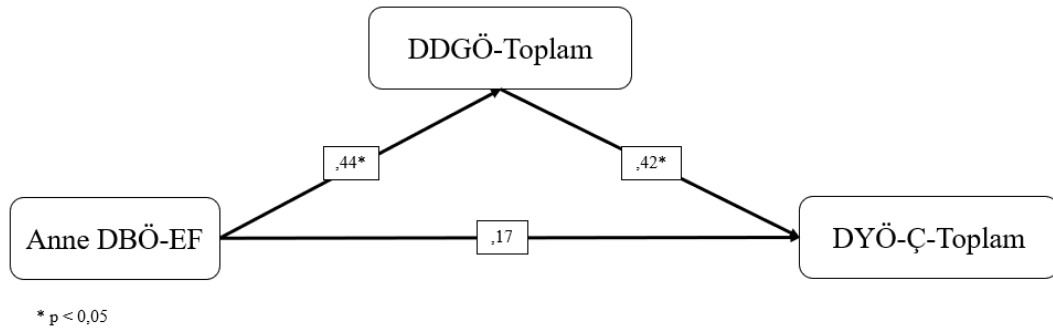 DDGÖ-Toplam
,44*
,42*
Anne DBÖ-EF
,17
DYÖ-Ç-Toplam
* p < 0,05